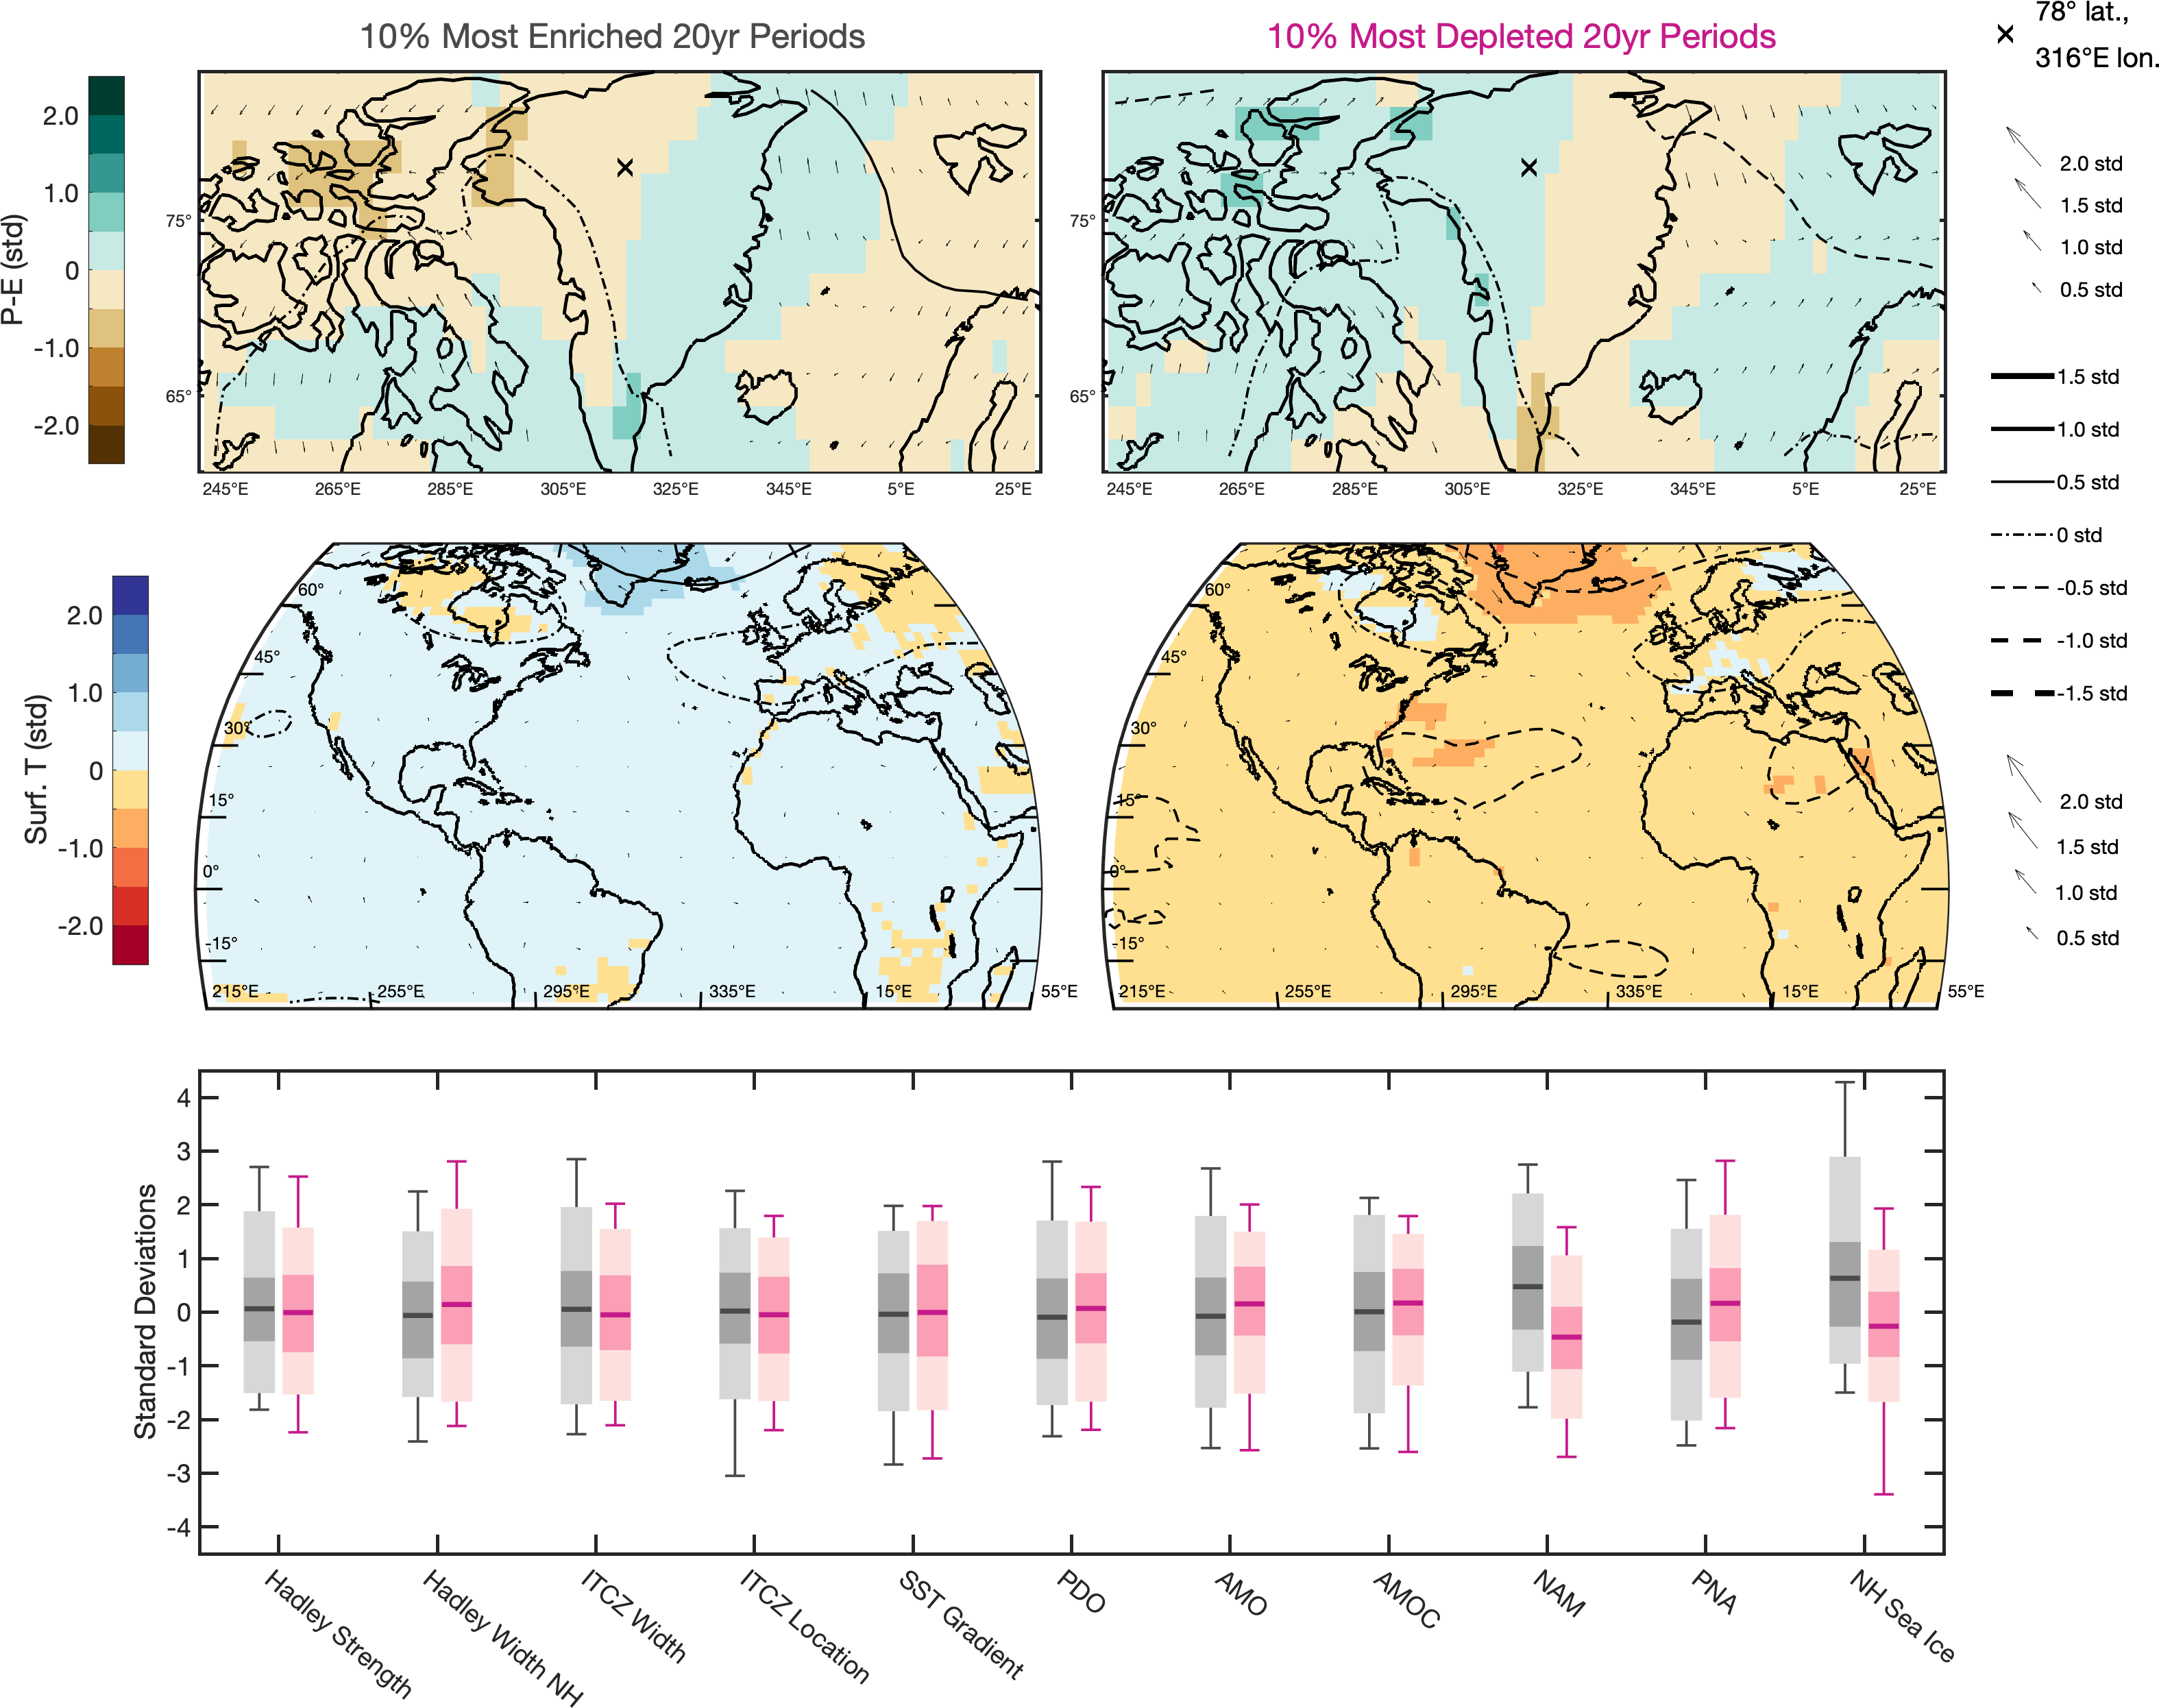 10% Most Enriched 20yr Periods
10% Most Depleted 20yr Periods
78° lat.,
316°E lon.
P-E (std)
2.0
1.0
0
-1.0
-2.0
75°
65°
245°E 265°E 285°E 305°E 325°E 345°E 5°E 25°E
75°
65°
245°E 265°E 285°E 305°E 325°E 345°E 5°E 25°E
2.0 std
1.5 std
1.0 std
0.5 std
1.5 std
1.0 std
0.5 std
0 std
-0.5 std
-1.0 std
-1.5 std
2.0 std
1.5 std
1.0 std
0.5 std
Surf. T (std)
2.0
1.0
0
-1.0
-2.0
60°
45°
30°
15°
0°
-15°
215°E 255°E 295°E 335°E 15°E 55°E
60°
45°
30°
15°
0°
-15°
215°E 255°E 295°E 335°E 15°E 55°E
Standard Deviations
4
3
2
1
0
-1
-2
-3
-4
Hadley Strength
Hadley Width NH
ITCZ Width
ITCZ Location
SST Gradient
PDO
AMO
AMOC
NAM
PNA
NH Sea Ice